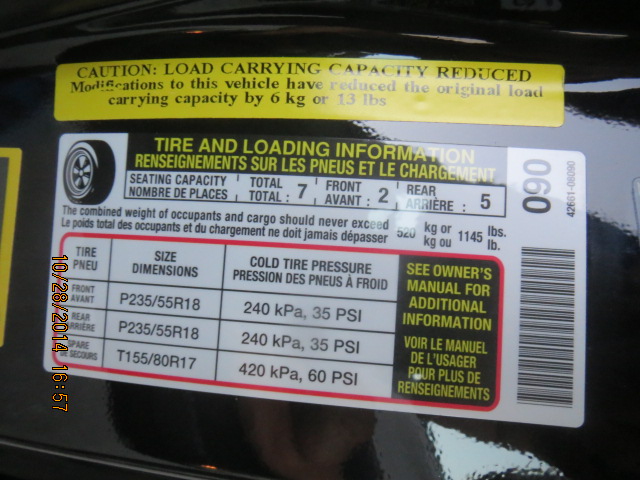 CAUTION: LOAD CARRYING CAPACITY REDUCED
Modifications to this vehicle have reduced the original load
carrying capacity by 6 kg or 13 lbs
TIRE AND LOADING INFORMATION
RENSEIGNEMENTS SUR LES PNEUS ET LE CHARGEMENT
SEATING CAPACITY TOTAL FRONT REAR
NOMBRE DE PLACES TOTAL : 7 AVANT : 2 ARRIÈRE : 5
The combined weight of occupants and cargo should never exceed 520 kg or 1145 lbs.
Le poids total des occupants et du chargement ne doit jamais dépasser kg ou lb.
TIRE SIZE COLD TIRE PRESSURE
PNEU DIMENSIONS PRESSION DES PNEUS À FROID
FRONT
AVANT P235/55R18 240 kPa, 35 PSI
REAR
ARRIÈRE P235/55R18 240 kPa, 35 PSI
SPARE
DE SECOURS T155/80R17 420 kPa, 60 PSI
SEE OWNER'S
MANUAL FOR
ADDITIONAL
INFORMATION
VOIR LE MANUEL
DE L'USAGER
POUR PLUS DE
RENSEIGNEMENTS
090
42661-08090
10/28/2014 16:57